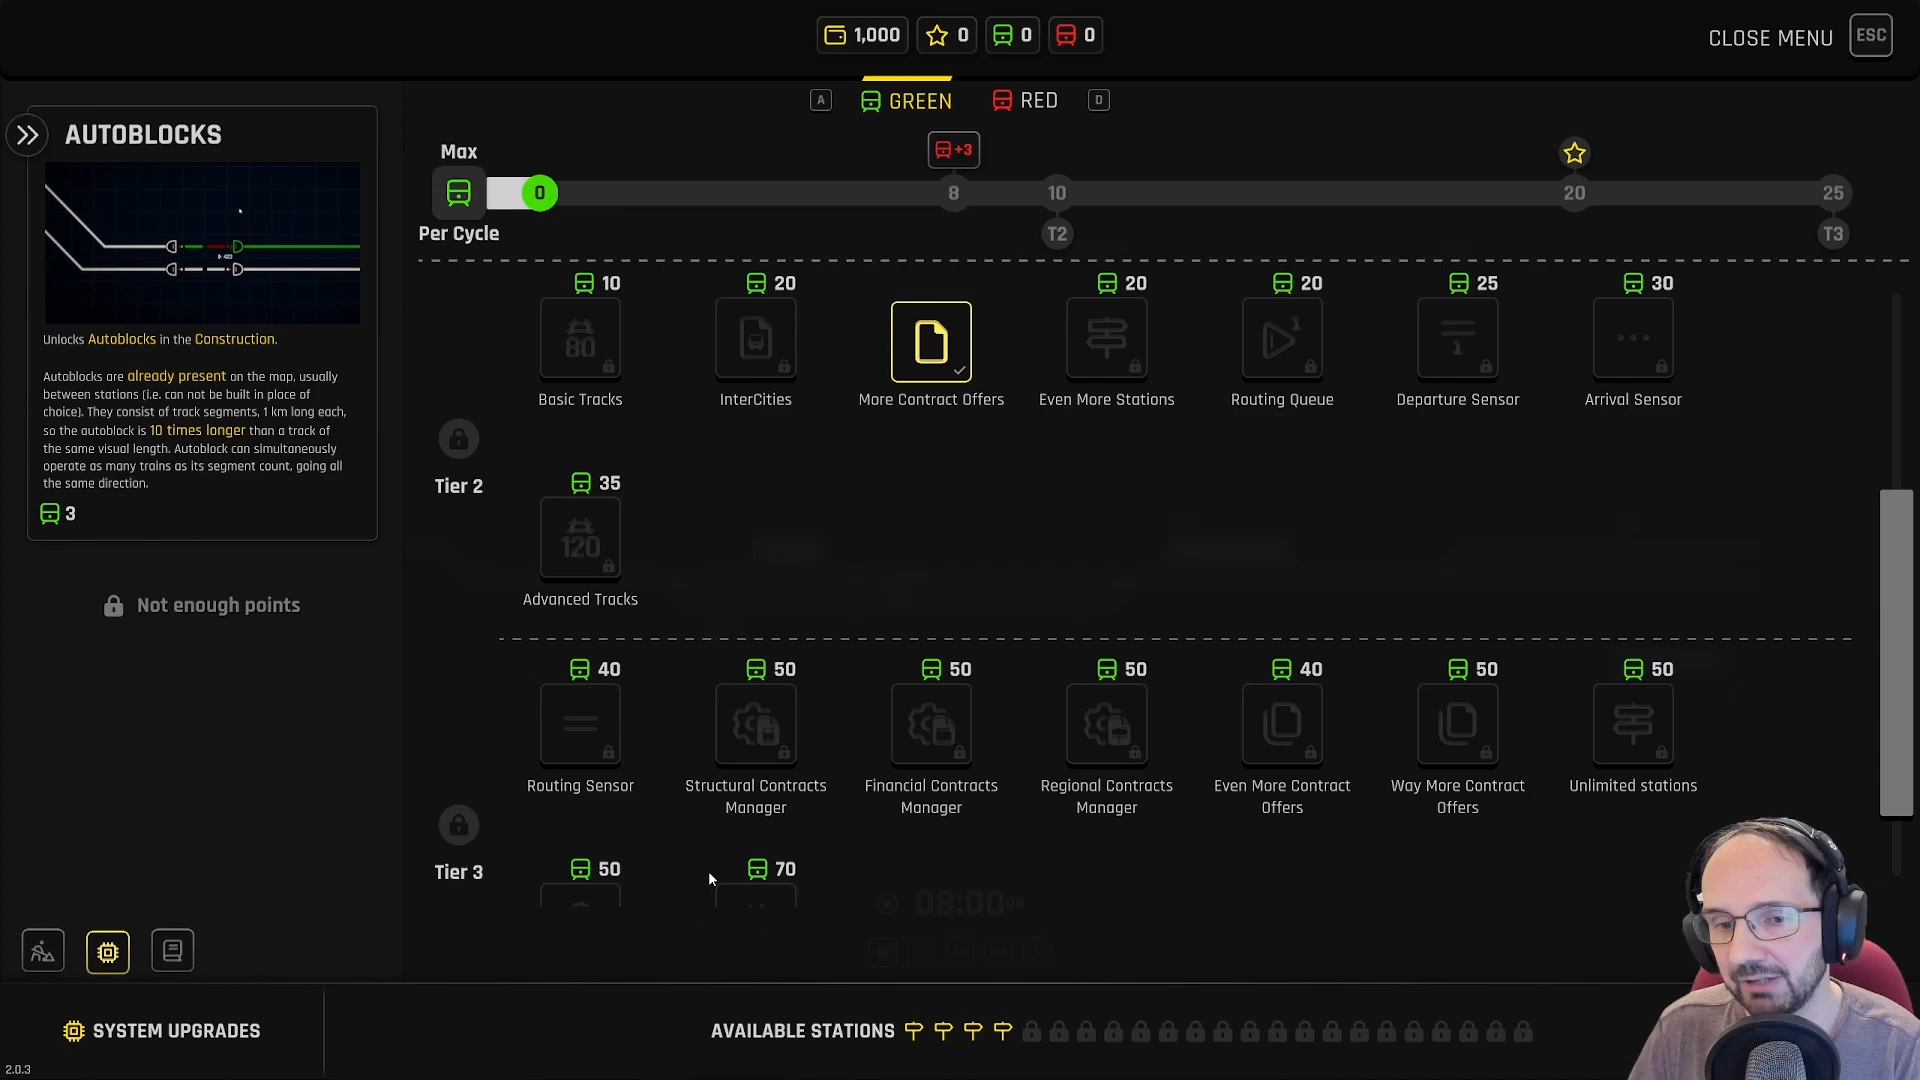 1,000
0
0
0
CLOSE MENU
ESC
A
GREEN
RED
D
AUTOBLOCKS
Unlocks Autoblocks in the Construction.
Autoblocks are already present on the map, usually
between stations (i.e. can not be built in place of
choice). They consist of track segments, 1 km long each,
so the autoblock is 10 times longer than a track of
the same visual length. Autoblock can simultaneously
operate as many trains as its segment count, going all
the same direction.
3
Not enough points
Max
Per Cycle
+3
0
8
10
20
25
T2
T3
10
20
20
20
25
30
80
1
1
Basic Tracks
InterCities
More Contract Offers
Even More Stations
Routing Queue
Departure Sensor
Arrival Sensor
Tier 2
35
120
Advanced Tracks
40
50
50
50
40
50
50
Routing Sensor
Structural Contracts
Manager
Financial Contracts
Manager
Regional Contracts
Manager
Even More Contract
Offers
Way More Contract
Offers
Unlimited stations
Tier 3
50
70
08:00
SYSTEM UPGRADES
AVAILABLE STATIONS
2.0.3